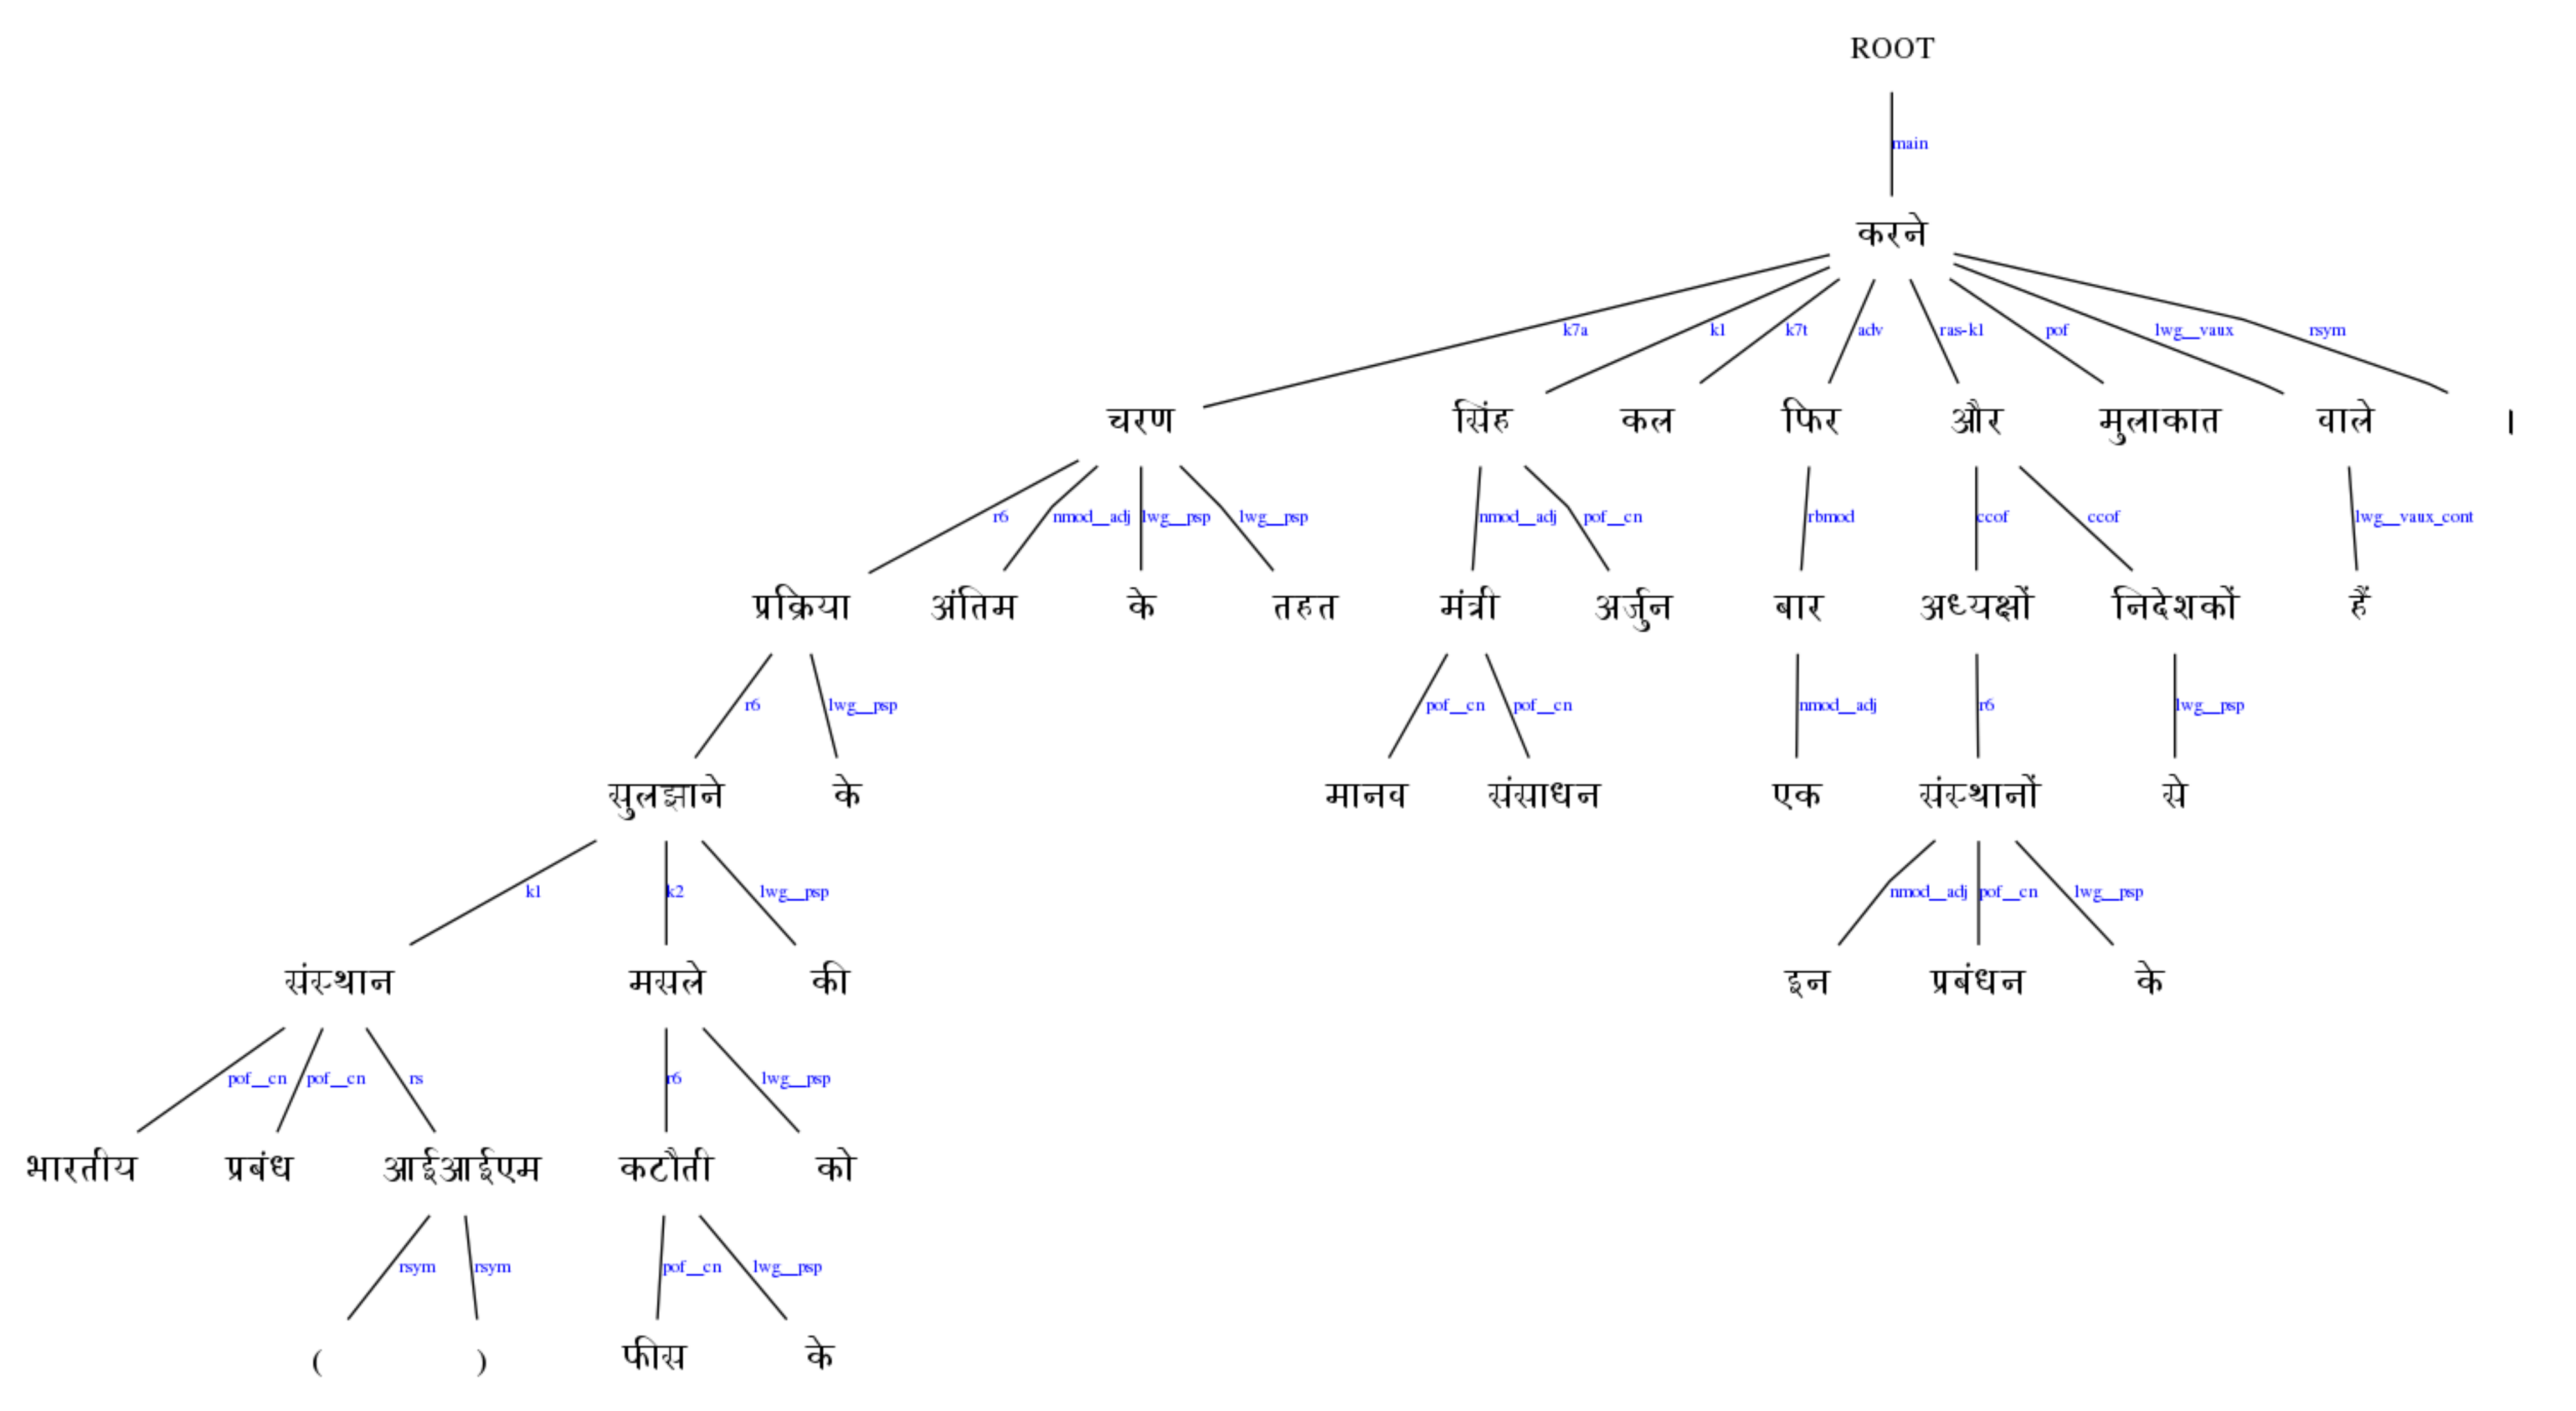 ROOT
main
करने
k7a k1 k7t adv ras-k1 pof lwg__vaux rsym
चरण सिंह कल फिर और मुलाकात वाले ।
r6 nmod__adj lwg__psp lwg__psp nmod__adj pof__cn rbmod ccof ccof lwg__vaux_cont
प्रक्रिया अंतिम के तहत मंत्री अर्जुन बार अध्यक्षों निदेशकों हैं
r6 lwg__psp pof__cn pof__cn nmod__adj r6 lwg__psp
सुलझाने के मानव संसाधन एक संस्थानों से
k1 k2 lwg__psp nmod__adj pof__cn lwg__psp
संस्थान मसले की इन प्रबंधन के
pof__cn pof__cn rs r6 lwg__psp
भारतीय प्रबंध आईआईएम कटौती को
rsym rsym pof__cn lwg__psp
( ) फीस के